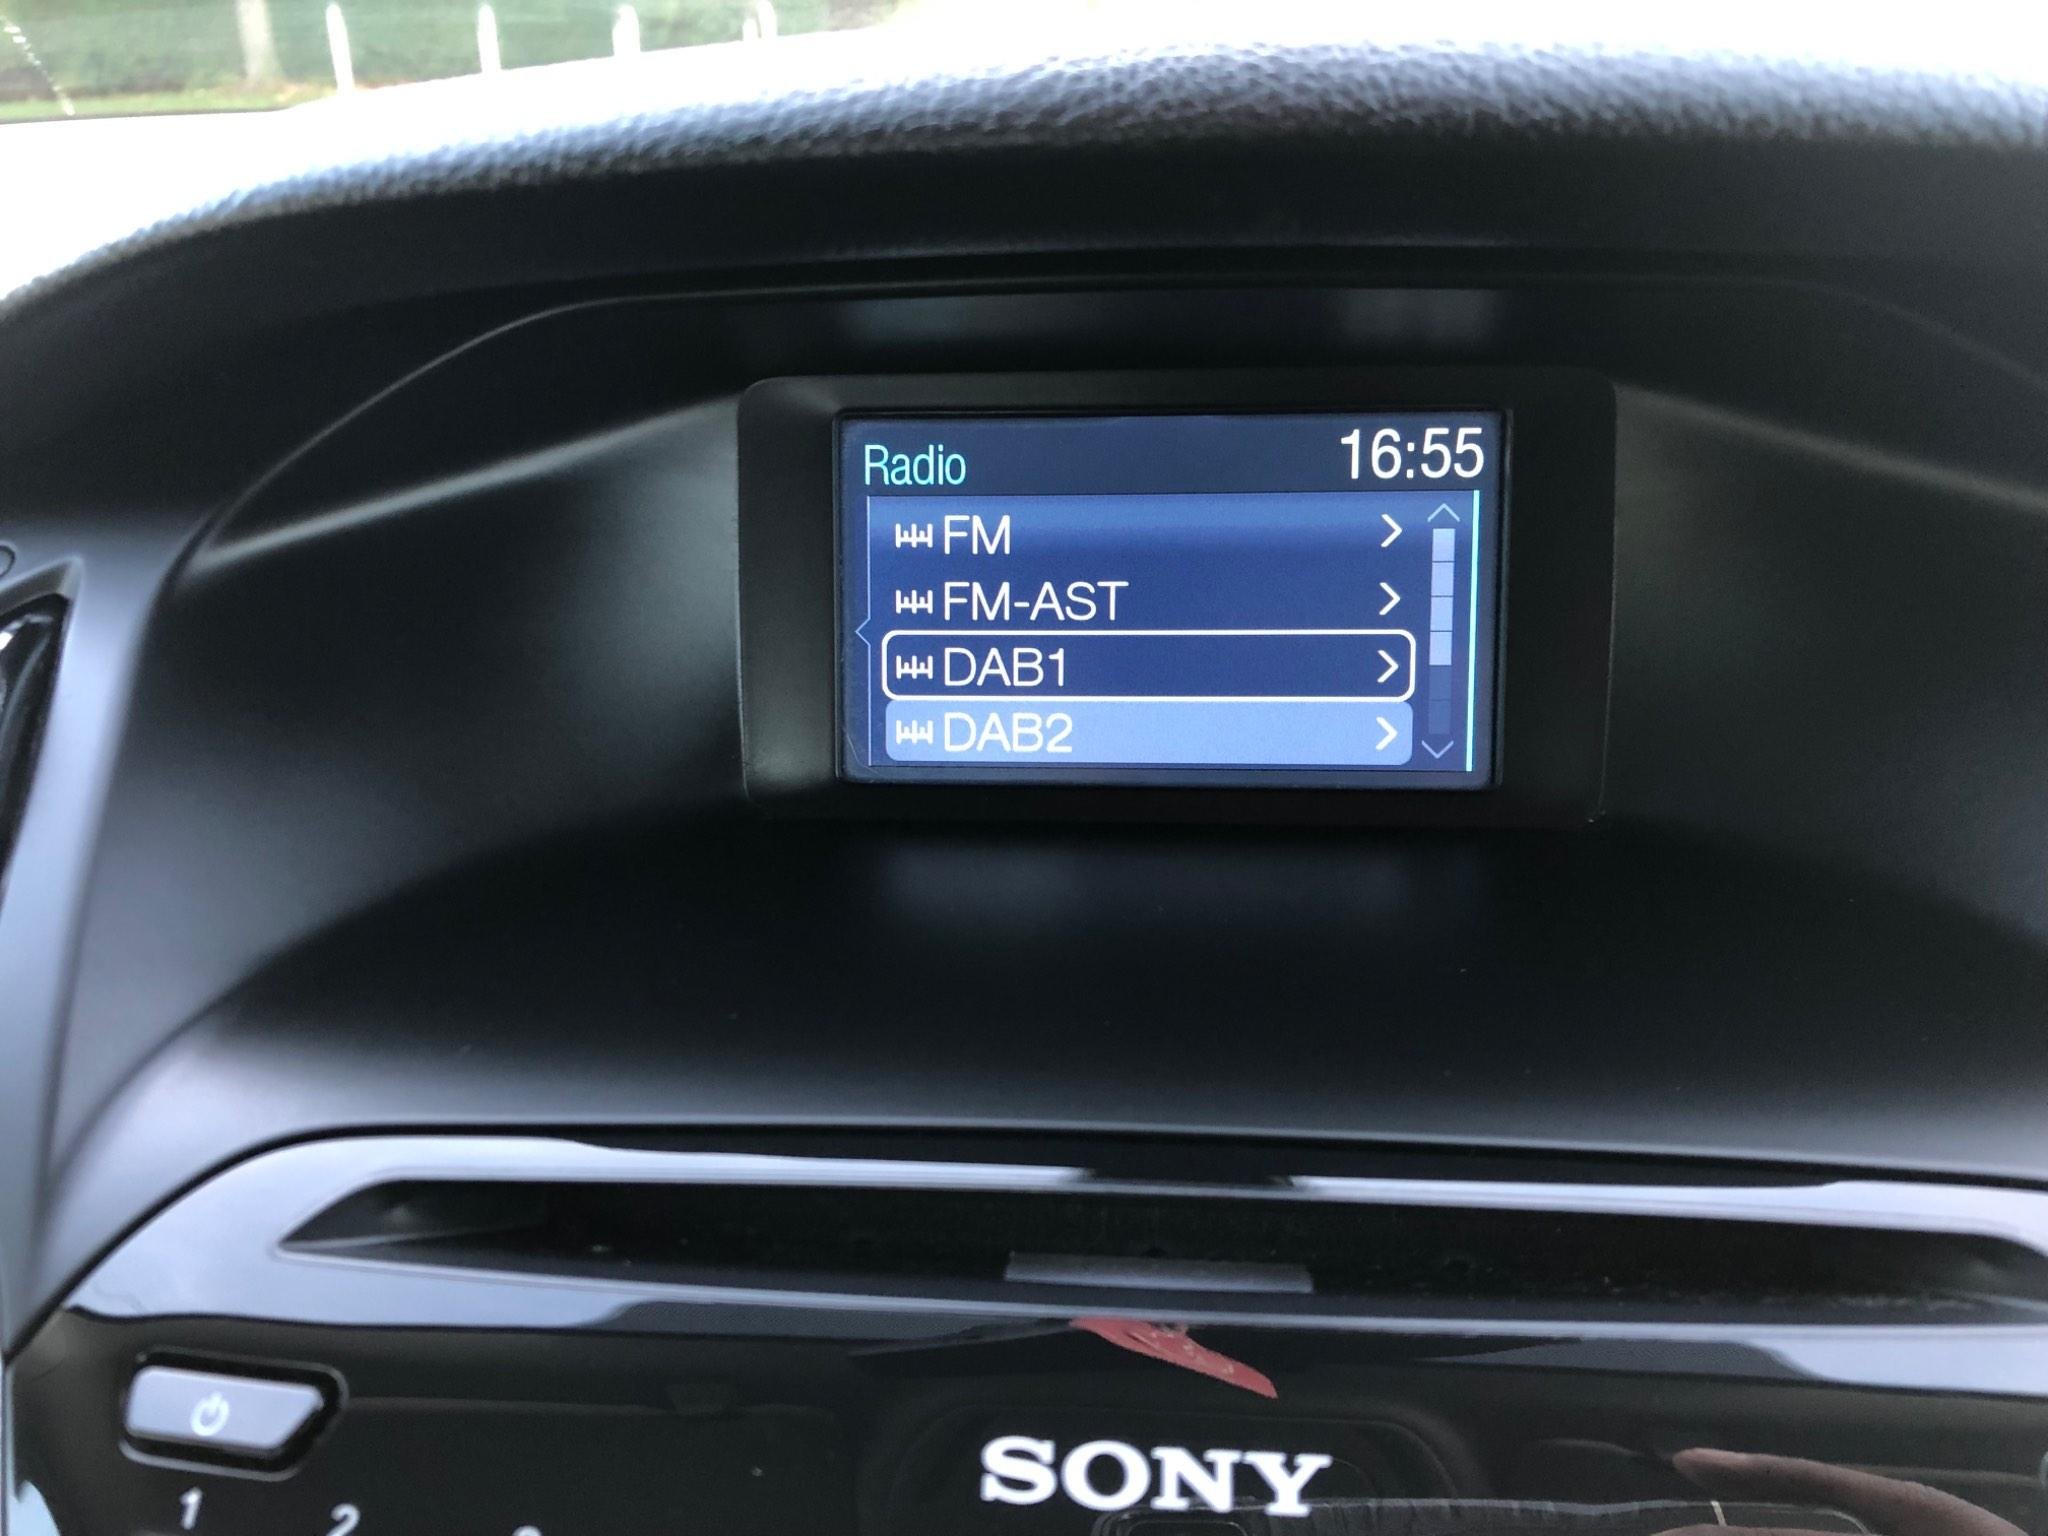 Radio 16:55
FM
FM-AST
DAB1
DAB2
SONY
1 2